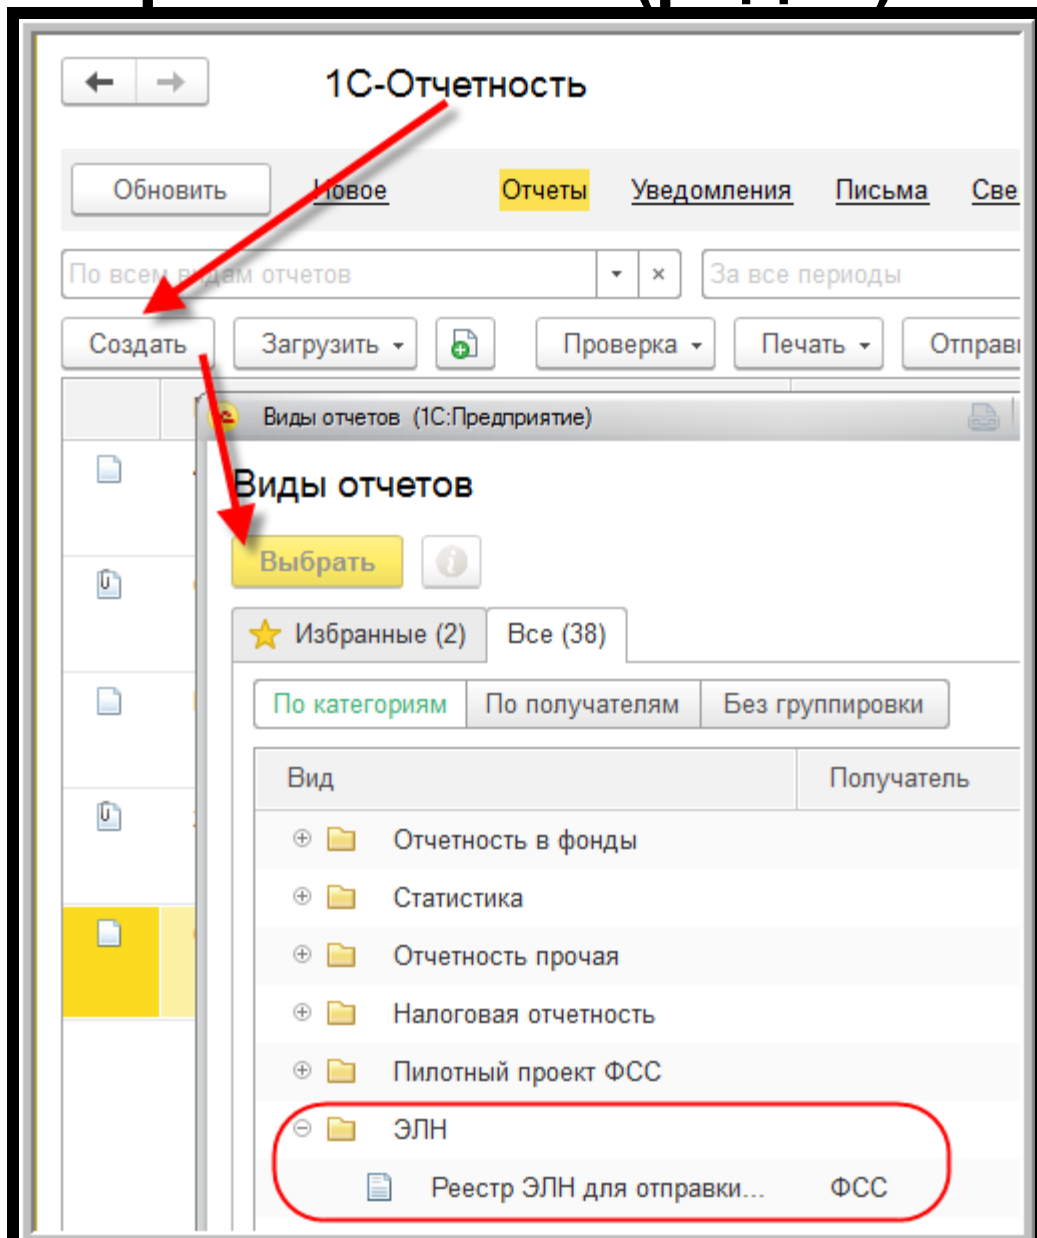 1С-Отчетность
Обновить Новое Отчеты Уведомления Письма Све
По всем видам отчетов За все периоды
Создать Загрузить Проверка Печать Отправ
Виды отчетов (1С:Предприятие)
Виды отчетов
Выбрать
Избранные (2) Все (38)
По категориям По получателям Без группировки
Вид Получатель
Отчетность в фонды
Статистика
Отчетность прочая
Налоговая отчетность
Пилотный проект ФСС
ЭЛН
Реестр ЭЛН для отправки... ФСС